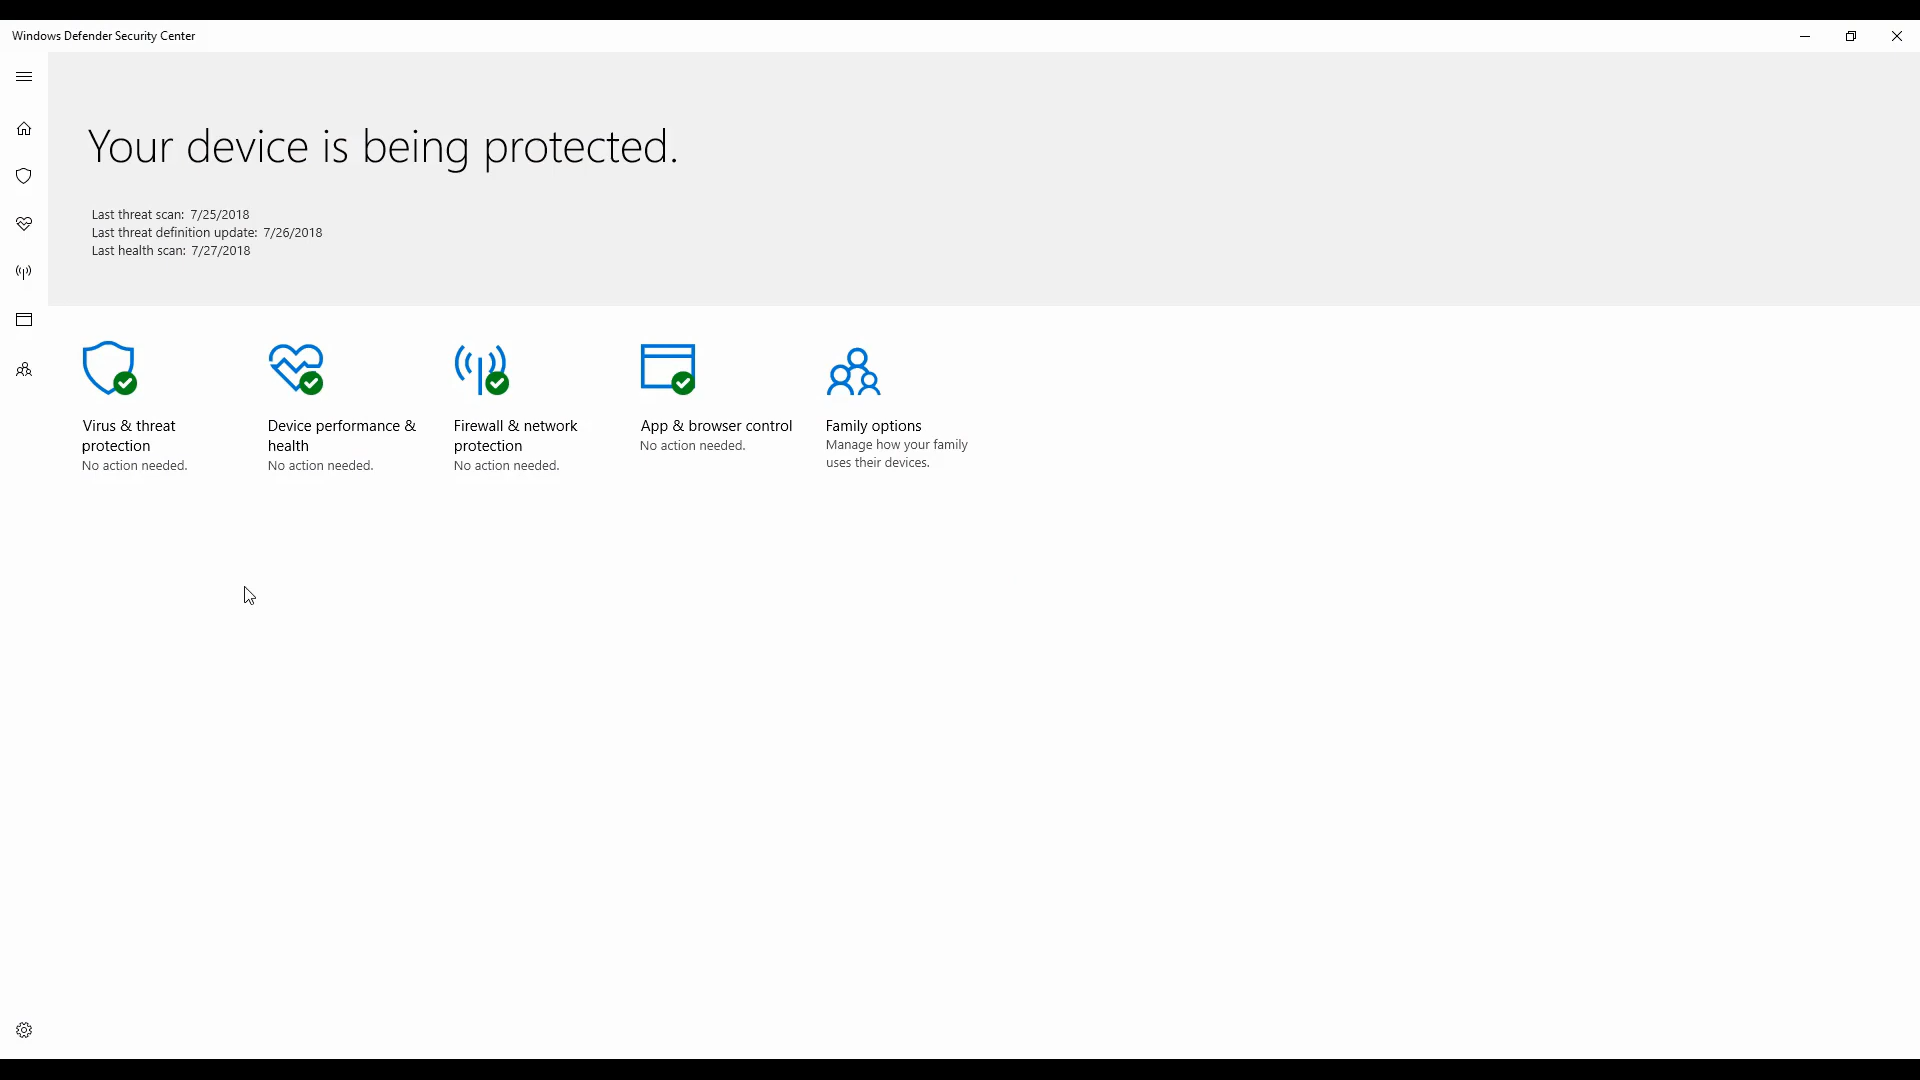 Windows Defender Security Center
Your device is being protected.
Last threat scan: 7/25/2018
Last threat definition update: 7/26/2018
Last health scan: 7/27/2018
Virus & threat
protection
No action needed.
Device performance &
health
No action needed.
Firewall & network
protection
No action needed.
App & browser control
No action needed.
Family options
Manage how your family
uses their devices.